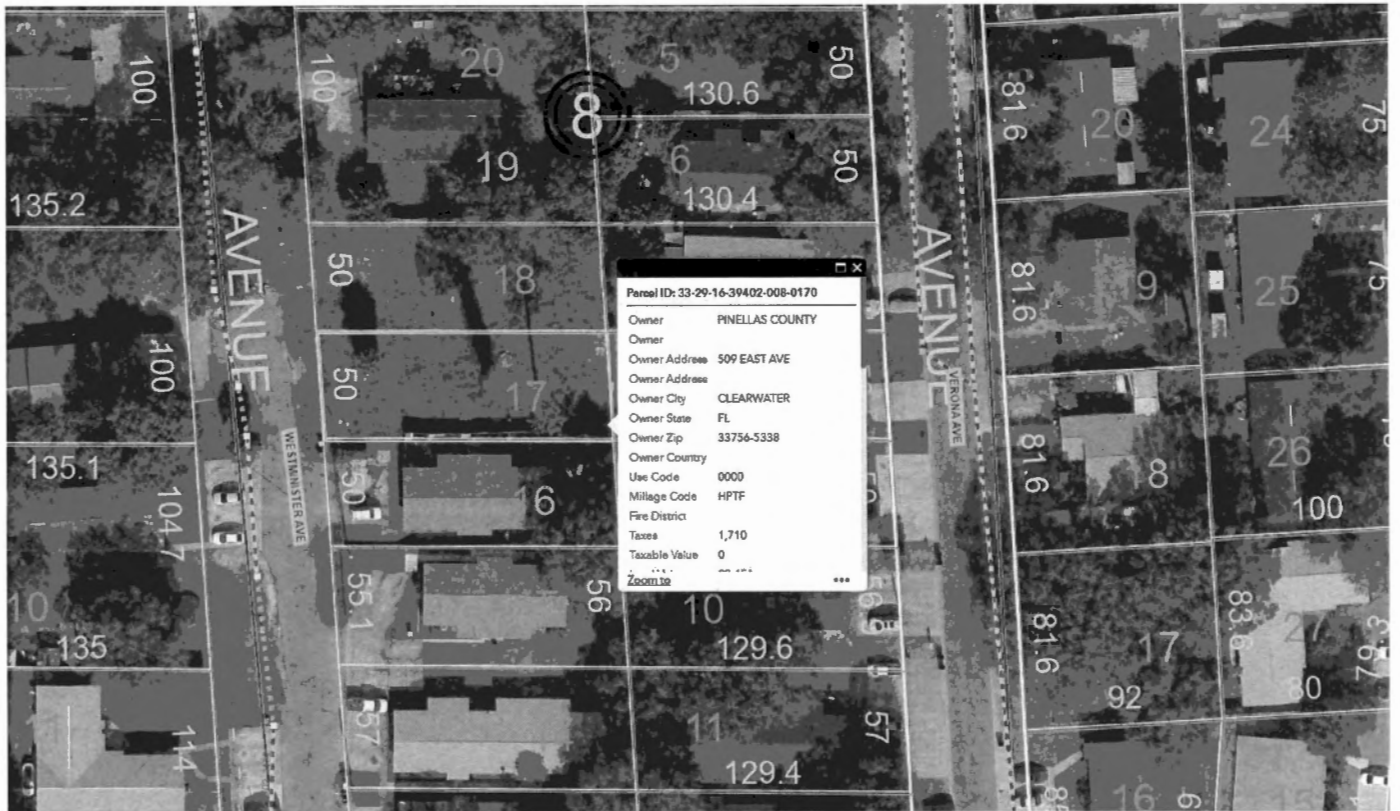 100
100
20
8
5
130.6
50
81.6
20
24
75
19
6
130.4
50
135.2
AVENUE
50
18
AVENUE
81.6
9
25
75
Parcel ID: 33-29-16-39402-008-0170
Owner PINELLAS COUNTY
Owner
Owner Address 509 EAST AVE
Owner Address
Owner City CLEARWATER
Owner State FL
Owner Zip 33756-5338
Owner Country
Use Code 0000
Millage Code HPTF
Fire District
Taxes 1,710
Taxable Value 0
Zoom to
100
50
17
VERONA AVE
WESTMINISTER AVE
135.1
50
16
81.6
8
26
100
104
10
135
55.1
56
10
129.6
81.6
17
92
83.6
27
80
79.3
114
57
11
129.4
57
16